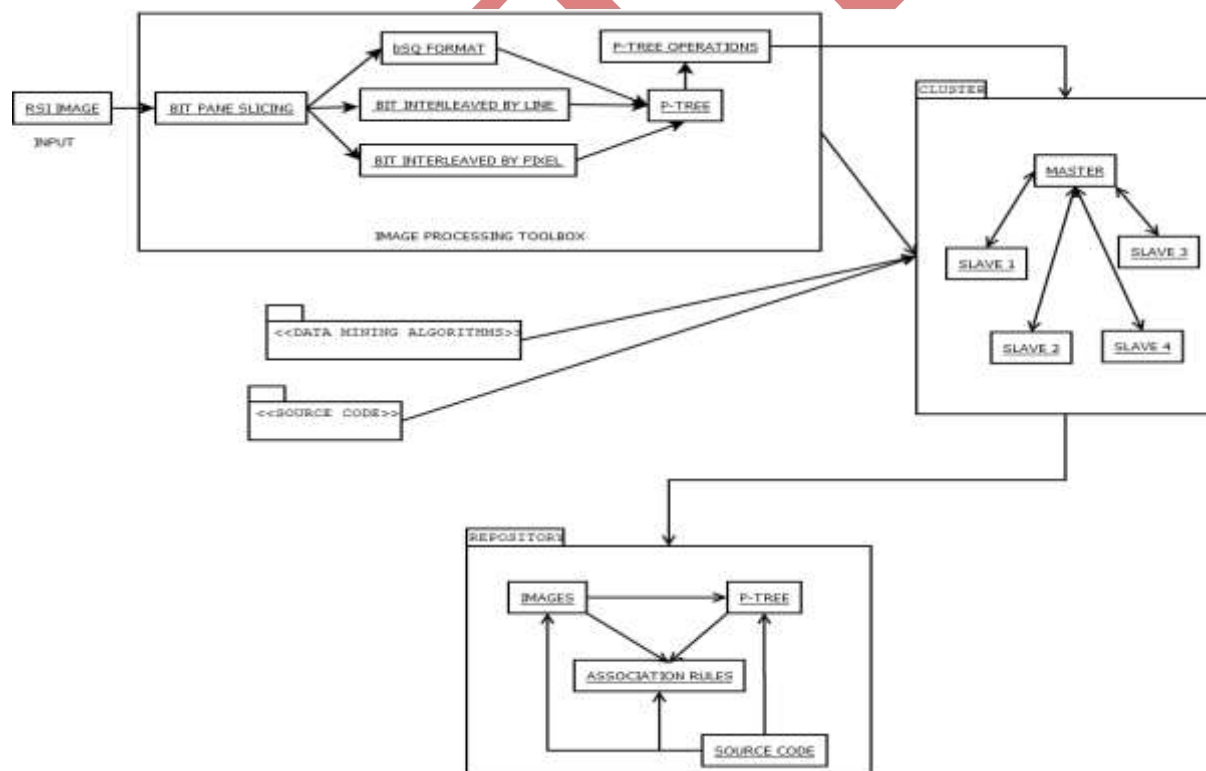 bSQ FORMAT
P-TREE OPERATIONS
RSI IMAGE
BIT PANE SLICING
BIT INTERLEAVED BY LINE
P-TREE
INPUT
BIT INTERLEAVED BY PIXEL
IMAGE PROCESSING TOOLBOX
CLUSTER
MASTER
SLAVE 1
SLAVE 3
SLAVE 2
SLAVE 4
<<DATA MINING ALGORITHMS>>
<<SOURCE CODE>>
REPOSITORY
IMAGES
P-TREE
ASSOCIATION RULES
SOURCE CODE